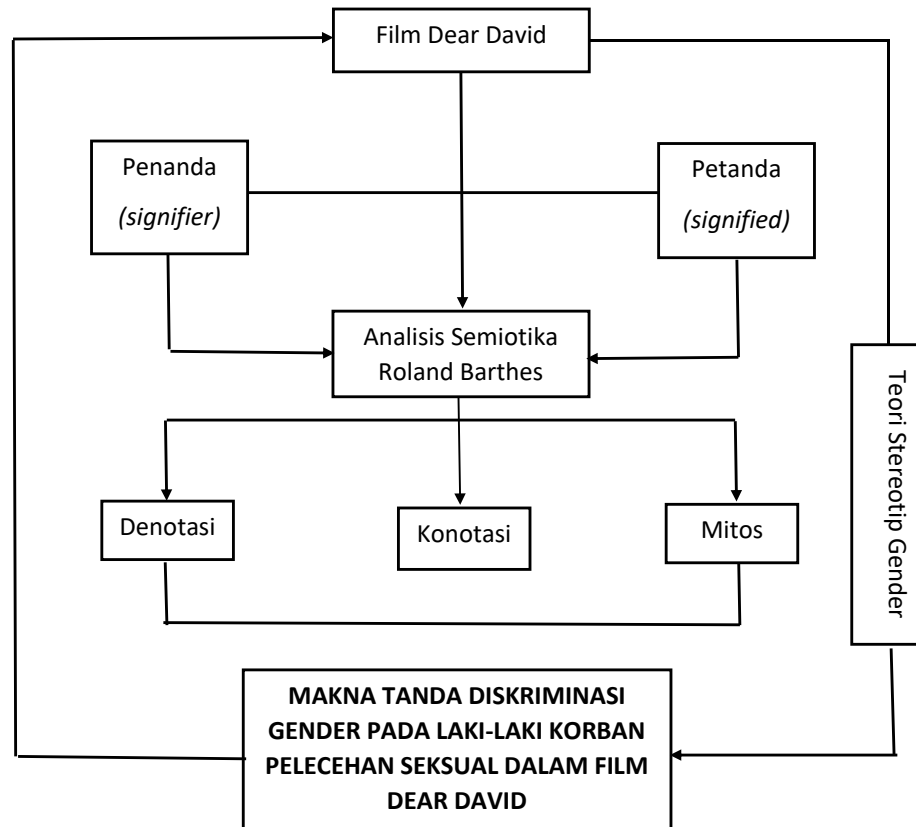 Film Dear David
Penanda
(signifier)
Petanda
(signified)
Analisis Semiotika
Roland Barthes
Teori Stereotip Gender
Denotasi
Konotasi
Mitos
MAKNA TANDA DISKRIMINASI
GENDER PADA LAKI-LAKI KORBAN
PELECEHAN SEKSUAL DALAM FILM
DEAR DAVID